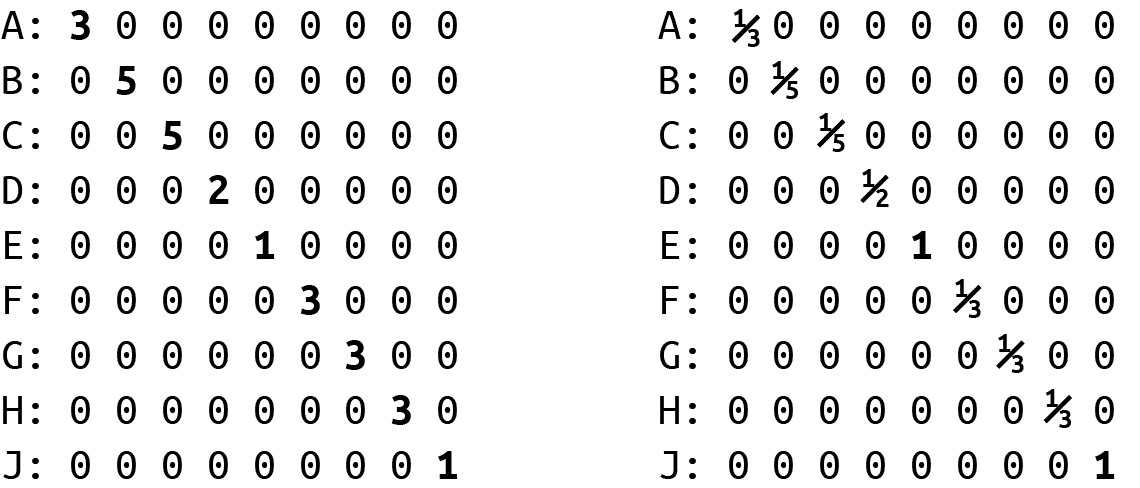 A: 3 0 0 0 0 0 0 0 0 A: ⅓ 0 0 0 0 0 0 0 0
B: 0 5 0 0 0 0 0 0 0 B: 0 ⅕ 0 0 0 0 0 0 0
C: 0 0 5 0 0 0 0 0 0 C: 0 0 ⅕ 0 0 0 0 0 0
D: 0 0 0 2 0 0 0 0 0 D: 0 0 0 ½ 0 0 0 0 0
E: 0 0 0 0 1 0 0 0 0 E: 0 0 0 0 1 0 0 0 0
F: 0 0 0 0 0 3 0 0 0 F: 0 0 0 0 0 ⅓ 0 0 0
G: 0 0 0 0 0 0 3 0 0 G: 0 0 0 0 0 0 ⅓ 0 0
H: 0 0 0 0 0 0 0 3 0 H: 0 0 0 0 0 0 0 ⅓ 0
J: 0 0 0 0 0 0 0 0 1 J: 0 0 0 0 0 0 0 0 1